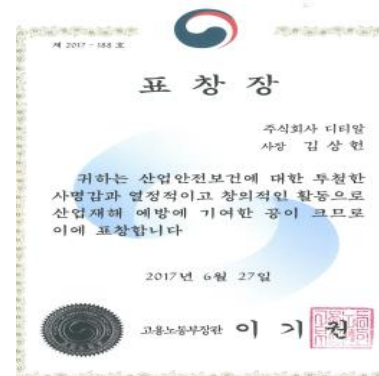 제 2017 - 188 호
표 창 장
주식회사 디티알
사장 김 상 헌
귀하는 산업안전보건에 대한 투철한
사명감과 열정적이고 창의적인 활동으로
산업재해 예방에 기여한 공이 크므로
이에 표창합니다
2017년 6월 27일
고용노동부장관 이 기 권